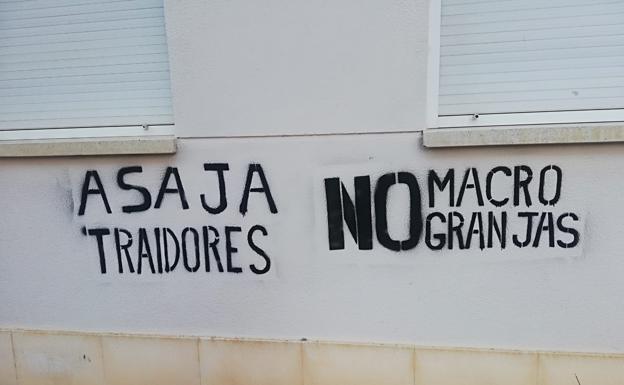 ASAJA
TRAIDORES
NO MACRO
GRANJAS